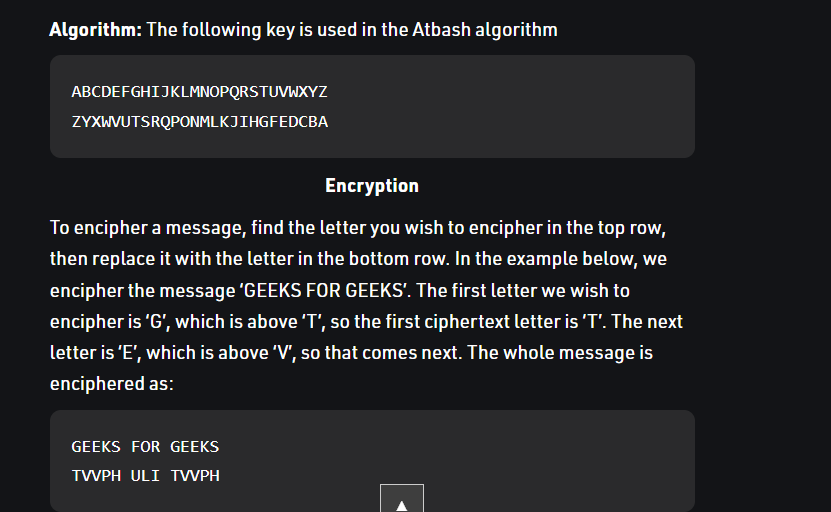 Algorithm: The following key is used in the Atbash algorithm
ABCDEFGHIJKLMNOPQRSTUVWXYZ
ZYXWVUTSRQPONMLKJIHGFEDCBA
Encryption
To encipher a message, find the letter you wish to encipher in the top row,
then replace it with the letter in the bottom row. In the example below, we
encipher the message ‘GEEKS FOR GEEKS’. The first letter we wish to
encipher is ‘G’, which is above ‘T’, so the first ciphertext letter is ‘T’. The next
letter is ‘E’, which is above ‘V’, so that comes next. The whole message is
enciphered as:
GEEKS FOR GEEKS
TVVPH ULI TVVPH